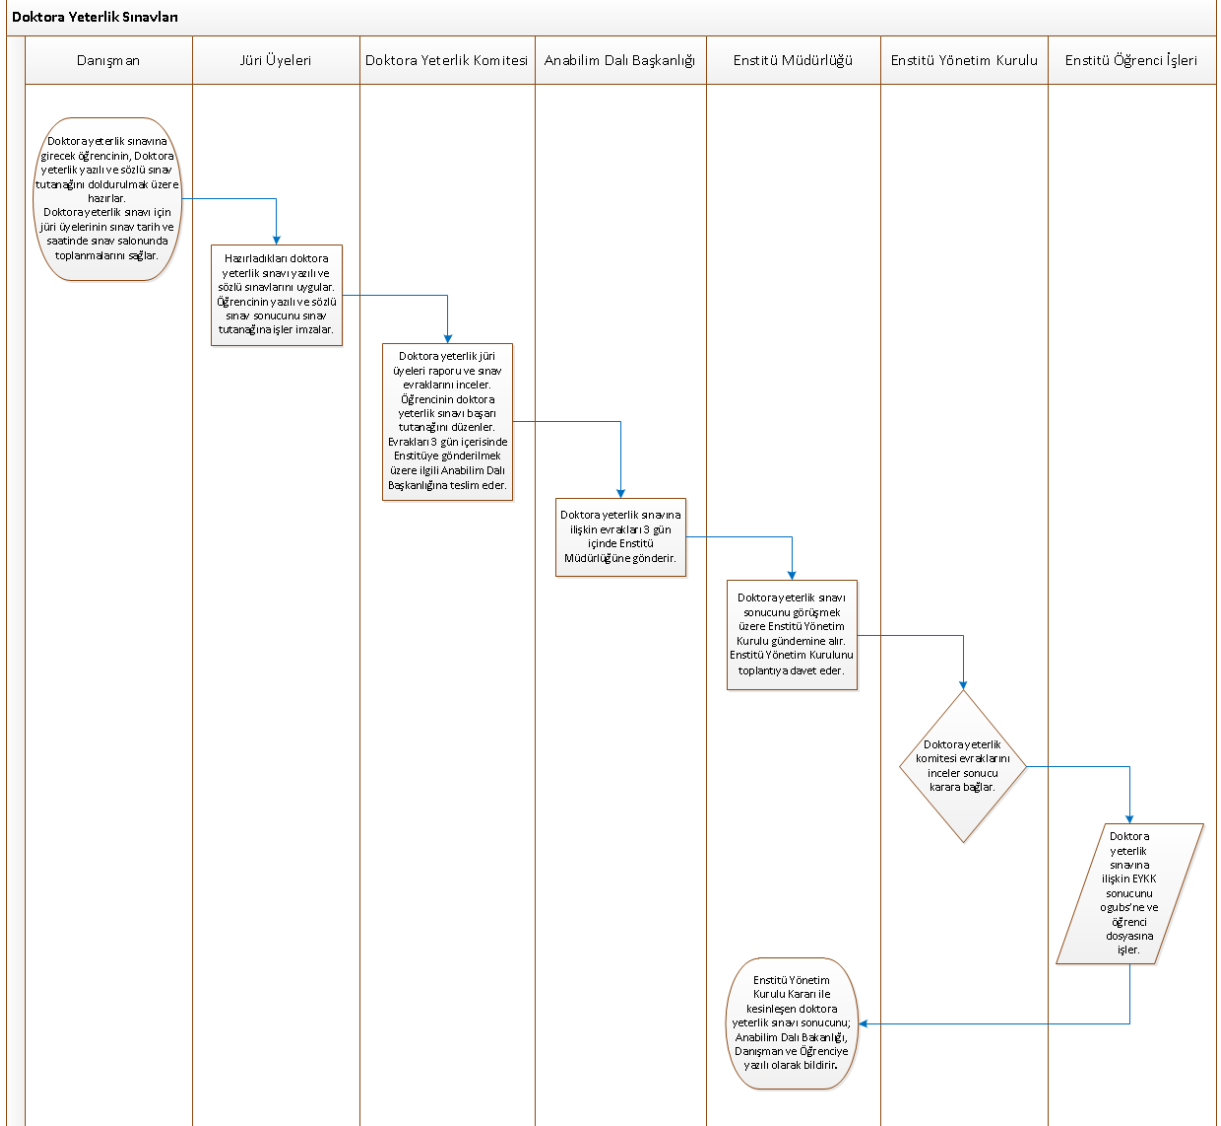 Doktora Yeterlik Sınavları
Danışman
Jüri Üyeleri
Doktora Yeterlik Komitesi
Anabilim Dalı Başkanlığı
Enstitü Müdürlüğü
Enstitü Yönetim Kurulu
Enstitü Öğrenci İşleri
Doktora yeterlik sınavına
girecek öğrencinin, Doktora
yeterlik yazılı ve sözlü sınav
tutanağını doldurulmak üzere
hazırlar.
Doktora yeterlik sınavı için
jüri üyelerinin sınav tarih ve
saatinde sınav salonunda
toplanmalarını sağlar.
Hazırladıkları doktora
yeterlik sınavı yazılı ve
sözlü sınavlarını uygular.
Öğrencinin yazılı ve sözlü
sınav sonucunu sınav
tutanağına işler imzalar.
Doktora yeterlik jüri
üyeleri raporu ve sınav
evraklarını inceler.
Öğrencinin doktora
yeterlik sınavı başarı
tutanağını düzenler.
Evrakları 3 gün içerisinde
Enstitüye gönderilmek
üzere ilgili Anabilim Dalı
Başkanlığına teslim eder.
Doktora yeterlik sınavına
ilişkin evrakları 3 gün
içinde Enstitü
Müdürlüğüne gönderir.
Doktora yeterlik sınavı
sonucunu görüşmek
üzere Enstitü Yönetim
Kurulu gündemine alır.
Enstitü Yönetim Kurulunu
toplantıya davet eder.
Doktora yeterlik
komitesi evraklarını
inceler sonucu
karara bağlar.
Doktora
yeterlik
sınavına
ilişkin EYKK
sonucunu
ogubs'ne ve
öğrenci
dosyasına
işler.
Enstitü Yönetim
Kurulu Kararı ile
kesinleşen doktora
yeterlik sınavı sonucunu;
Anabilim Dalı Bakanlığı,
Danışman ve Öğrenciye
yazılı olarak bildirir.